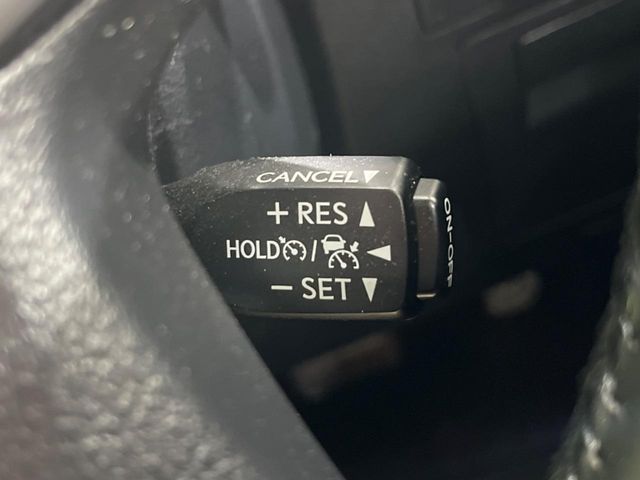 CANCEL▼
+ RES ▲
HOLD / ◀
− SET ▼
ON-OFF